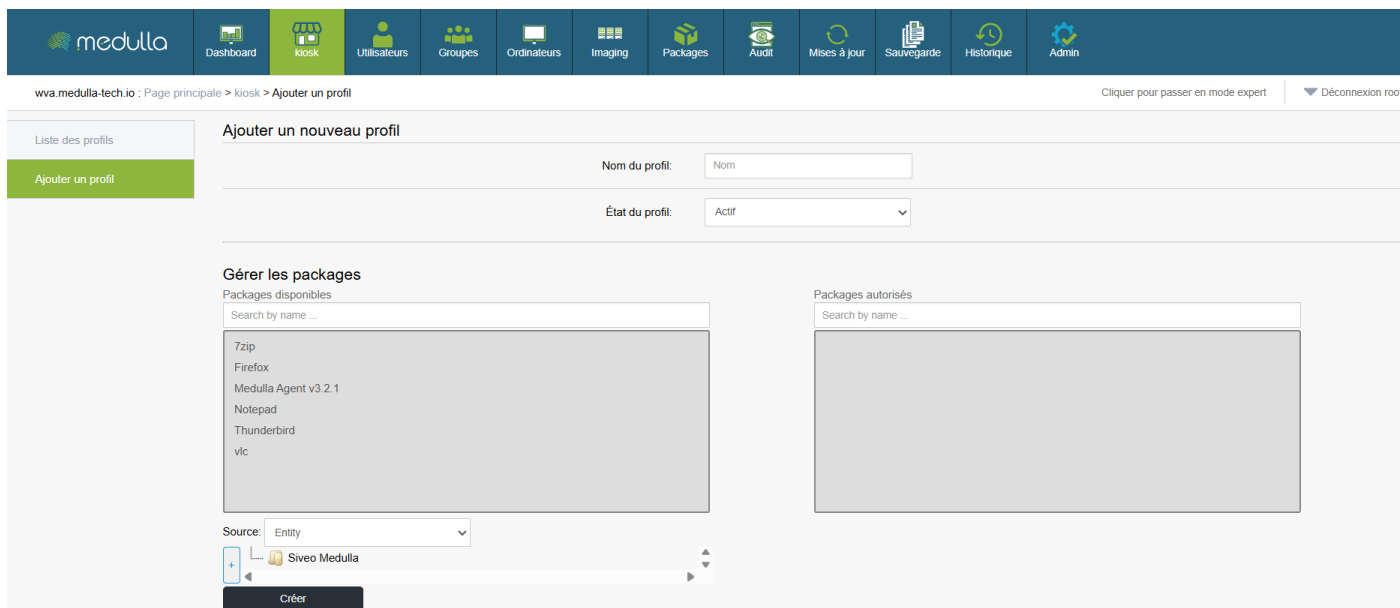 medulla
Dashboard
kiosk
Utilisateurs
Groupes
Ordinateurs
Imaging
Packages
Audit
Mises à jour
Sauvegarde
Historique
Admin
wva.medulla-tech.io : Page principale > kiosk > Ajouter un profil
Cliquer pour passer en mode expert
Déconnexion root
Liste des profils
Ajouter un profil
Ajouter un nouveau profil
Nom du profil:
Nom
État du profil:
Actif
Gérer les packages
Packages disponibles
Search by name ...
7zip
Firefox
Medulla Agent v3.2.1
Notepad
Thunderbird
vlc
Packages autorisés
Search by name ...
Source:
Entity
+
Siveo Medulla
Créer